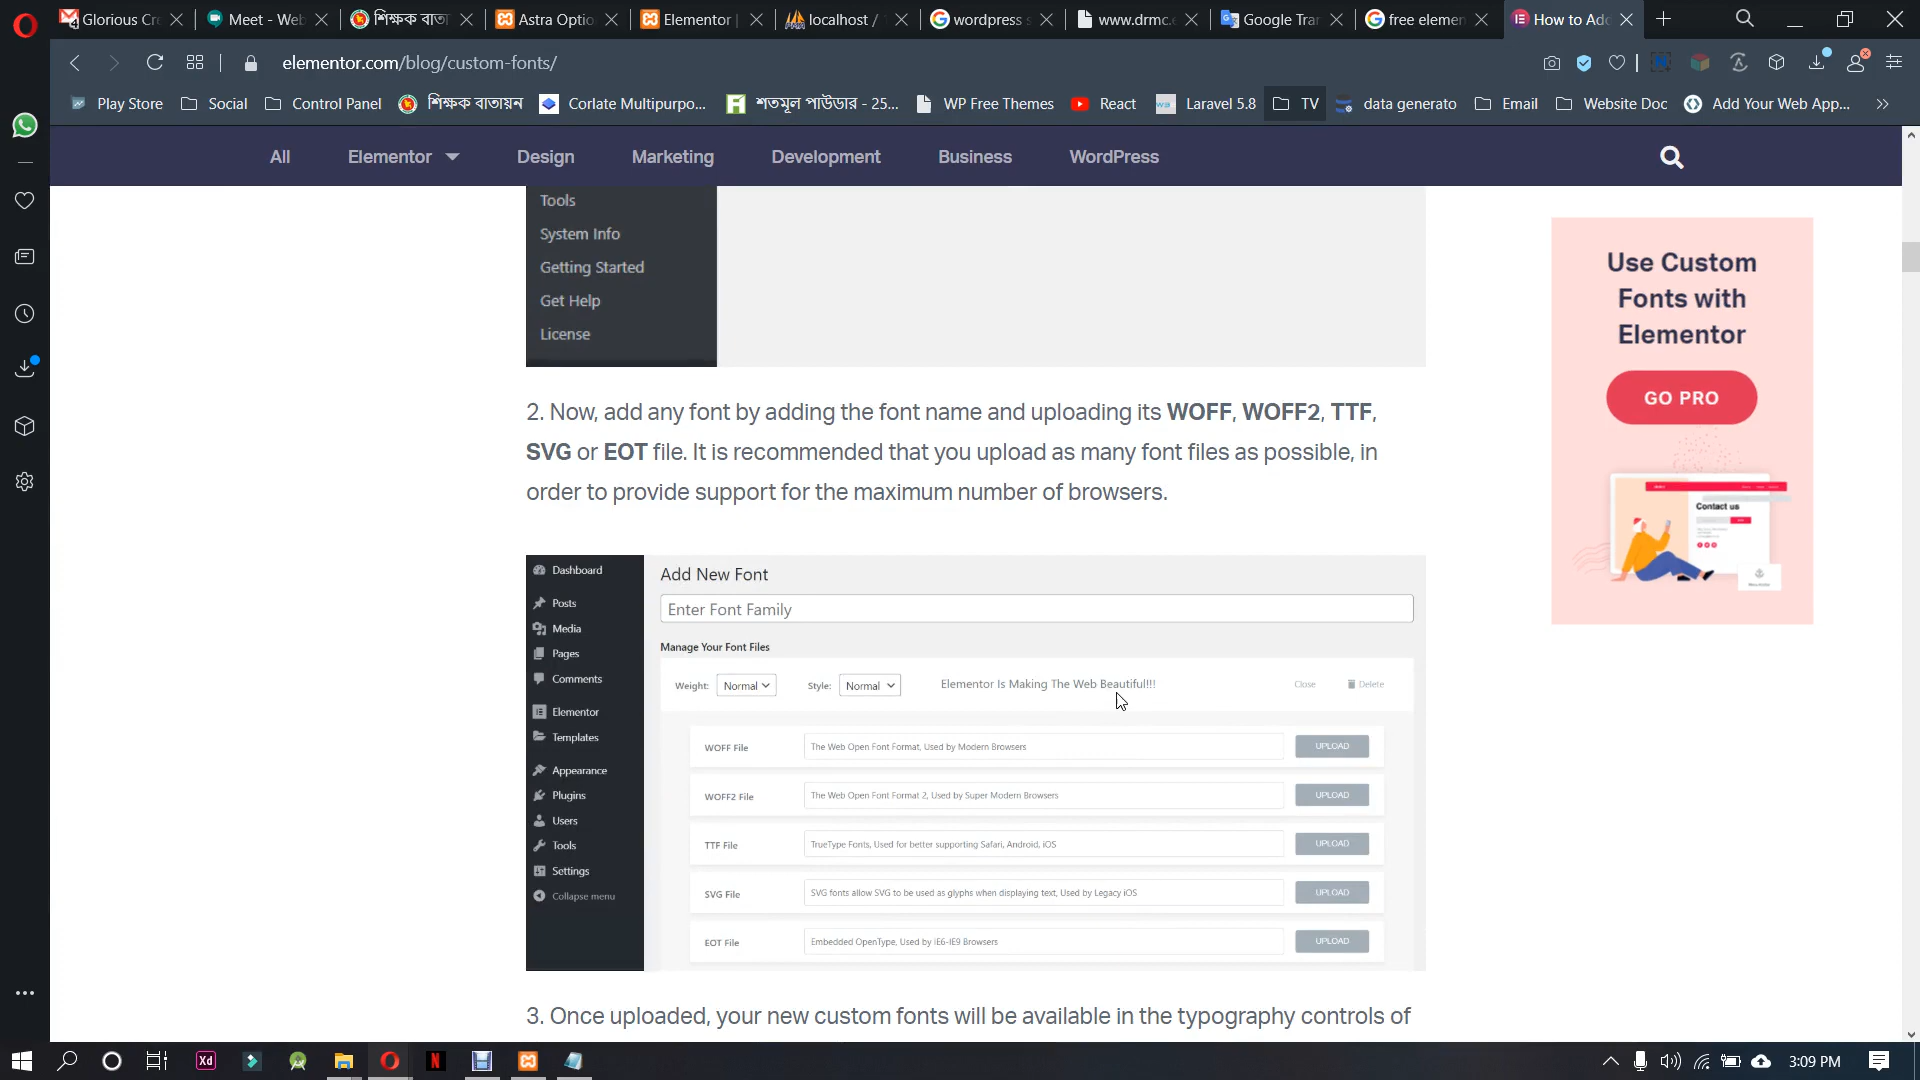 Glorious Cre
Meet - Web
শিক্ষক বাতা
Astra Optio
Elementor |
localhost /
wordpress s
www.drmc.
Google Tran
free elemen
How to Add
elementor.com/blog/custom-fonts/
Play Store
Social
Control Panel
শিক্ষক বাতায়ন
Corlate Multipurpo...
শতমূল পাউডার - 25...
WP Free Themes
React
Laravel 5.8
TV
data generato
Email
Website Doc
Add Your Web App...
All
Elementor
Design
Marketing
Development
Business
WordPress
Tools
System Info
Getting Started
Get Help
License
2. Now, add any font by adding the font name and uploading its WOFF, WOFF2, TTF,
SVG or EOT file. It is recommended that you upload as many font files as possible, in
order to provide support for the maximum number of browsers.
Use Custom
Fonts with
Elementor
GO PRO
Contact us
Dashboard
Posts
Media
Pages
Comments
Elementor
Templates
Appearance
Plugins
Users
Tools
Settings
Collapse menu
Add New Font
Enter Font Family
Manage Your Font Files
Weight: Normal Style: Normal Elementor Is Making The Web Beautiful!!! Close Delete
WOFF File The Web Open Font Format, Used by Modern Browsers UPLOAD
WOFF2 File The Web Open Font Format 2, Used by Super Modern Browsers UPLOAD
TTF File TrueType Fonts, Used for better supporting Safari, Android, iOS UPLOAD
SVG File SVG fonts allow SVG to be used as glyphs when displaying text, Used by Legacy iOS UPLOAD
EOT File Embedded OpenType, Used by IE6-IE9 Browsers UPLOAD
3. Once uploaded, your new custom fonts will be available in the typography controls of
Xd
N
3:09 PM